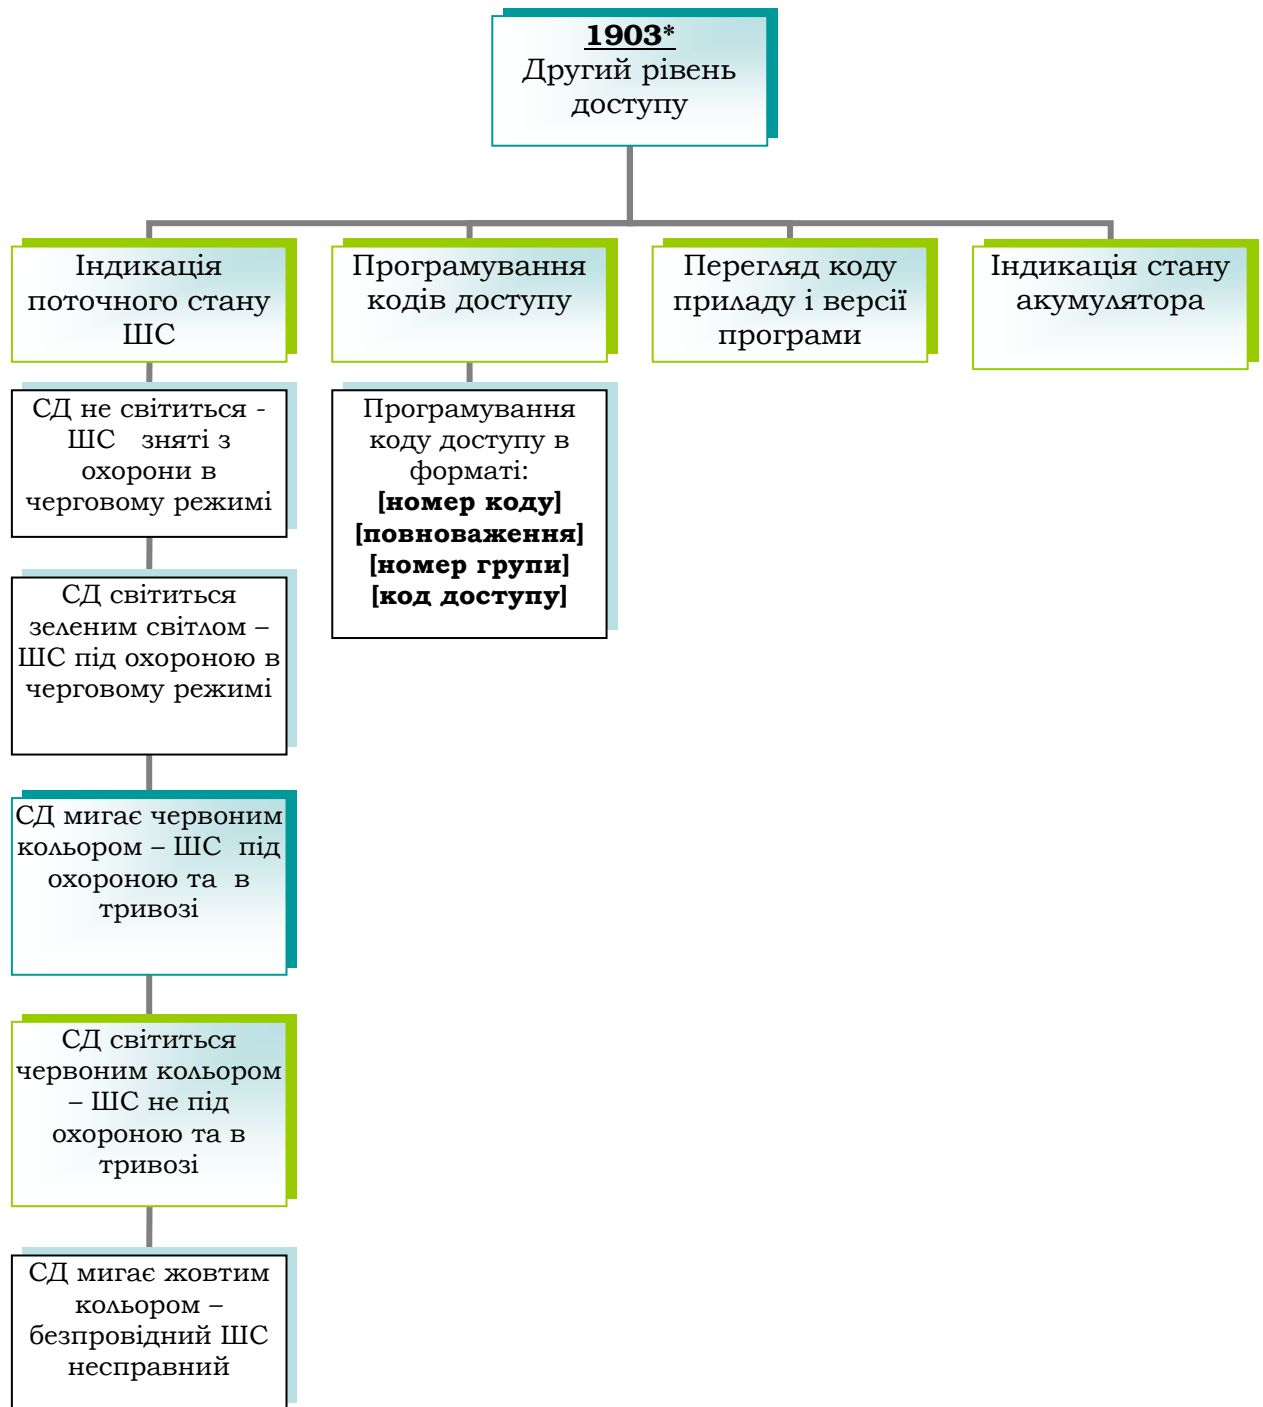 1903*
Другий рівень
доступу
Індикація
поточного стану
ШС
Програмування
кодів доступу
Перегляд коду
приладу і версії
програми
Індикація стану
акумулятора
СД не світиться -
ШС зняті з
охорони в
черговому режимі
Програмування
коду доступу в
форматі:
[номер коду]
[повноваження]
[номер групи]
[код доступу]
СД світиться
зеленим світлом –
ШС під охороною в
черговому режимі
СД мигає червоним
кольором – ШС під
охороною та в
тривозі
СД світиться
червоним кольором
– ШС не під
охороною та в
тривозі
СД мигає жовтим
кольором –
безпровідний ШС
несправний